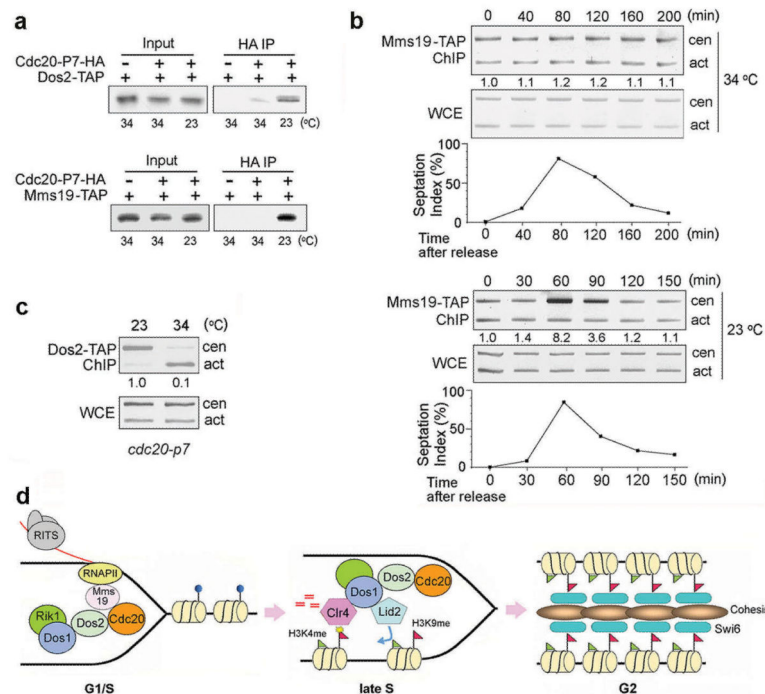 a
Input
HA IP
Cdc20-P7-HA - + + - + +
Dos2-TAP + + + + + +
34 34 23 34 34 23 (°C)
Input
HA IP
Cdc20-P7-HA - + + - + +
Mms19-TAP + + + + + +
34 34 23 34 34 23 (°C)
b
0 40 80 120 160 200 (min)
Mms19-TAP
ChIP
cen
act
1.0 1.1 1.2 1.2 1.1 1.1
WCE
cen
act
34 °C
Septation
Index (%)
100
50
0
0 40 80 120 160 200 (min)
Time
after release
0 30 60 90 120 150 (min)
Mms19-TAP
ChIP
cen
act
1.0 1.4 8.2 3.6 1.2 1.1
WCE
cen
act
23 °C
Septation
Index (%)
100
50
0
0 30 60 90 120 150 (min)
Time
after release
c
23 34 (°C)
Dos2-TAP
ChIP
cen
act
1.0 0.1
WCE
cen
act
cdc20-p7
d
RITS
RNAPII
Mms
19
Rik1
Dos1
Dos2
Cdc20
G1/S
Dos2
Cdc20
Dos1
Clr4
Lid2
H3K4me
H3K9me
late S
Cohesin
Swi6
G2